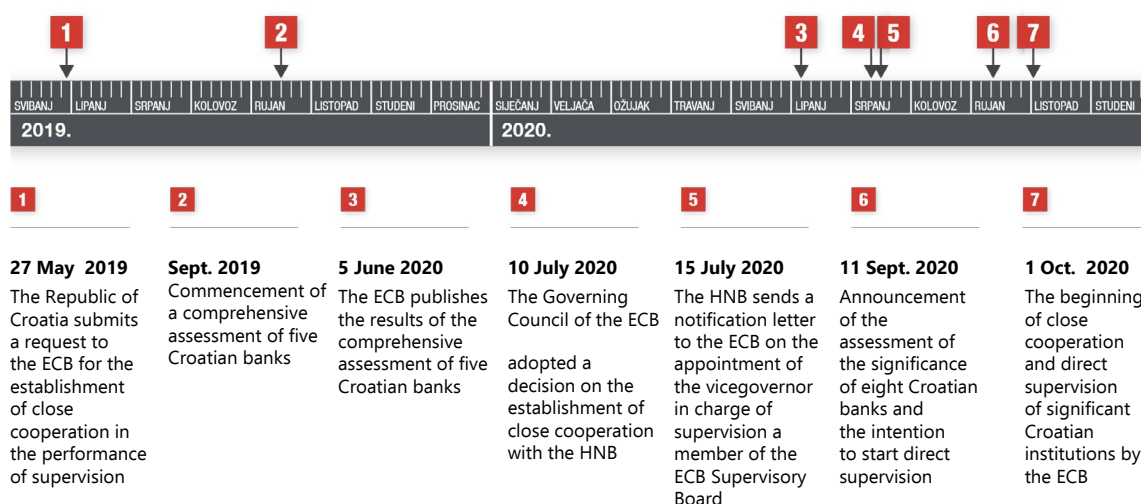 1 2 3 4 5 6 7
SVIBANJ LIPANJ SRPANJ KOLOVOZ RUJAN LISTOPAD STUDENI PROSINAC SIJEČANJ VELJAČA OŽUJAK TRAVANJ SVIBANJ LIPANJ SRPANJ KOLOVOZ RUJAN LISTOPAD STUDENI
2019. 2020.
1
27 May 2019
The Republic of
Croatia submits
a request to
the ECB for the
establishment
of close
cooperation in
the performance
of supervision
2
Sept. 2019
Commencement of
a comprehensive
assessment of five
Croatian banks
3
5 June 2020
The ECB publishes
the results of the
comprehensive
assessment of five
Croatian banks
4
10 July 2020
The Governing
Council of the ECB
adopted a
decision on the
establishment of
close cooperation
with the HNB
5
15 July 2020
The HNB sends a
notification letter
to the ECB on the
appointment of
the vicegovernor
in charge of
supervision a
member of the
ECB Supervisory
Board
6
11 Sept. 2020
Announcement
of the
assessment of
the significance
of eight Croatian
banks and
the intention
to start direct
supervision
7
1 Oct. 2020
The beginning
of close
cooperation
and direct
supervision
of significant
Croatian
institutions by
the ECB